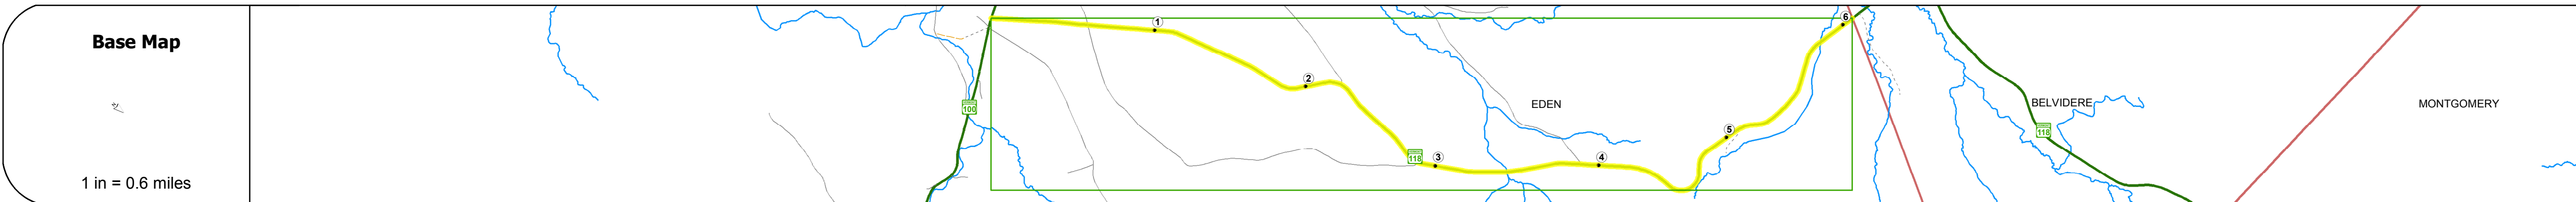 Base Map
1 in = 0.6 miles
100
1
2
118
3
EDEN
4
5
6
BELVIDERE
118
MONTGOMERY